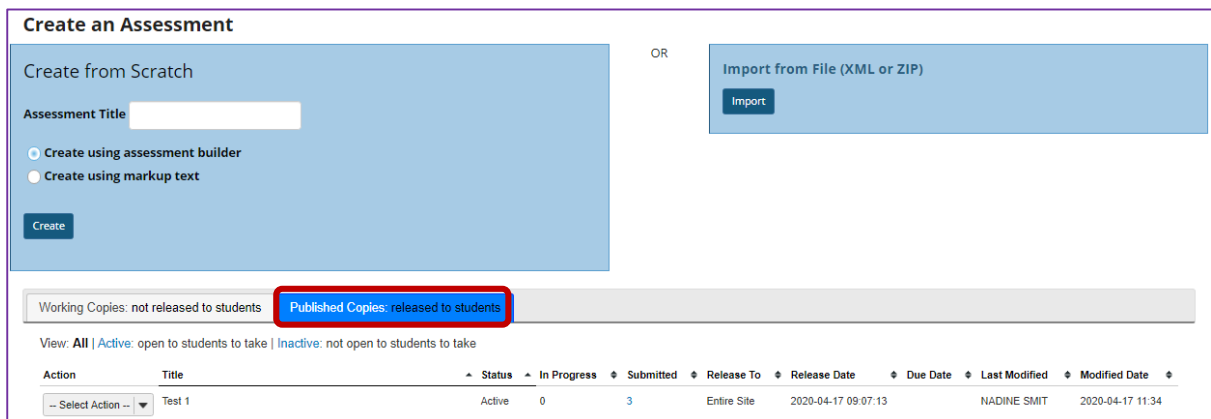 Create an Assessment
Create from Scratch
Assessment Title
Create using assessment builder
Create using markup text
Create
OR
Import from File (XML or ZIP)
Import
Working Copies: not released to students
Published Copies: released to students
View: All | Active: open to students to take | Inactive: not open to students to take
Action Title Status In Progress Submitted Release To Release Date Due Date Last Modified Modified Date
-- Select Action -- Test 1 Active 0 3 Entire Site 2020-04-17 09:07:13 NADINE SMIT 2020-04-17 11:34